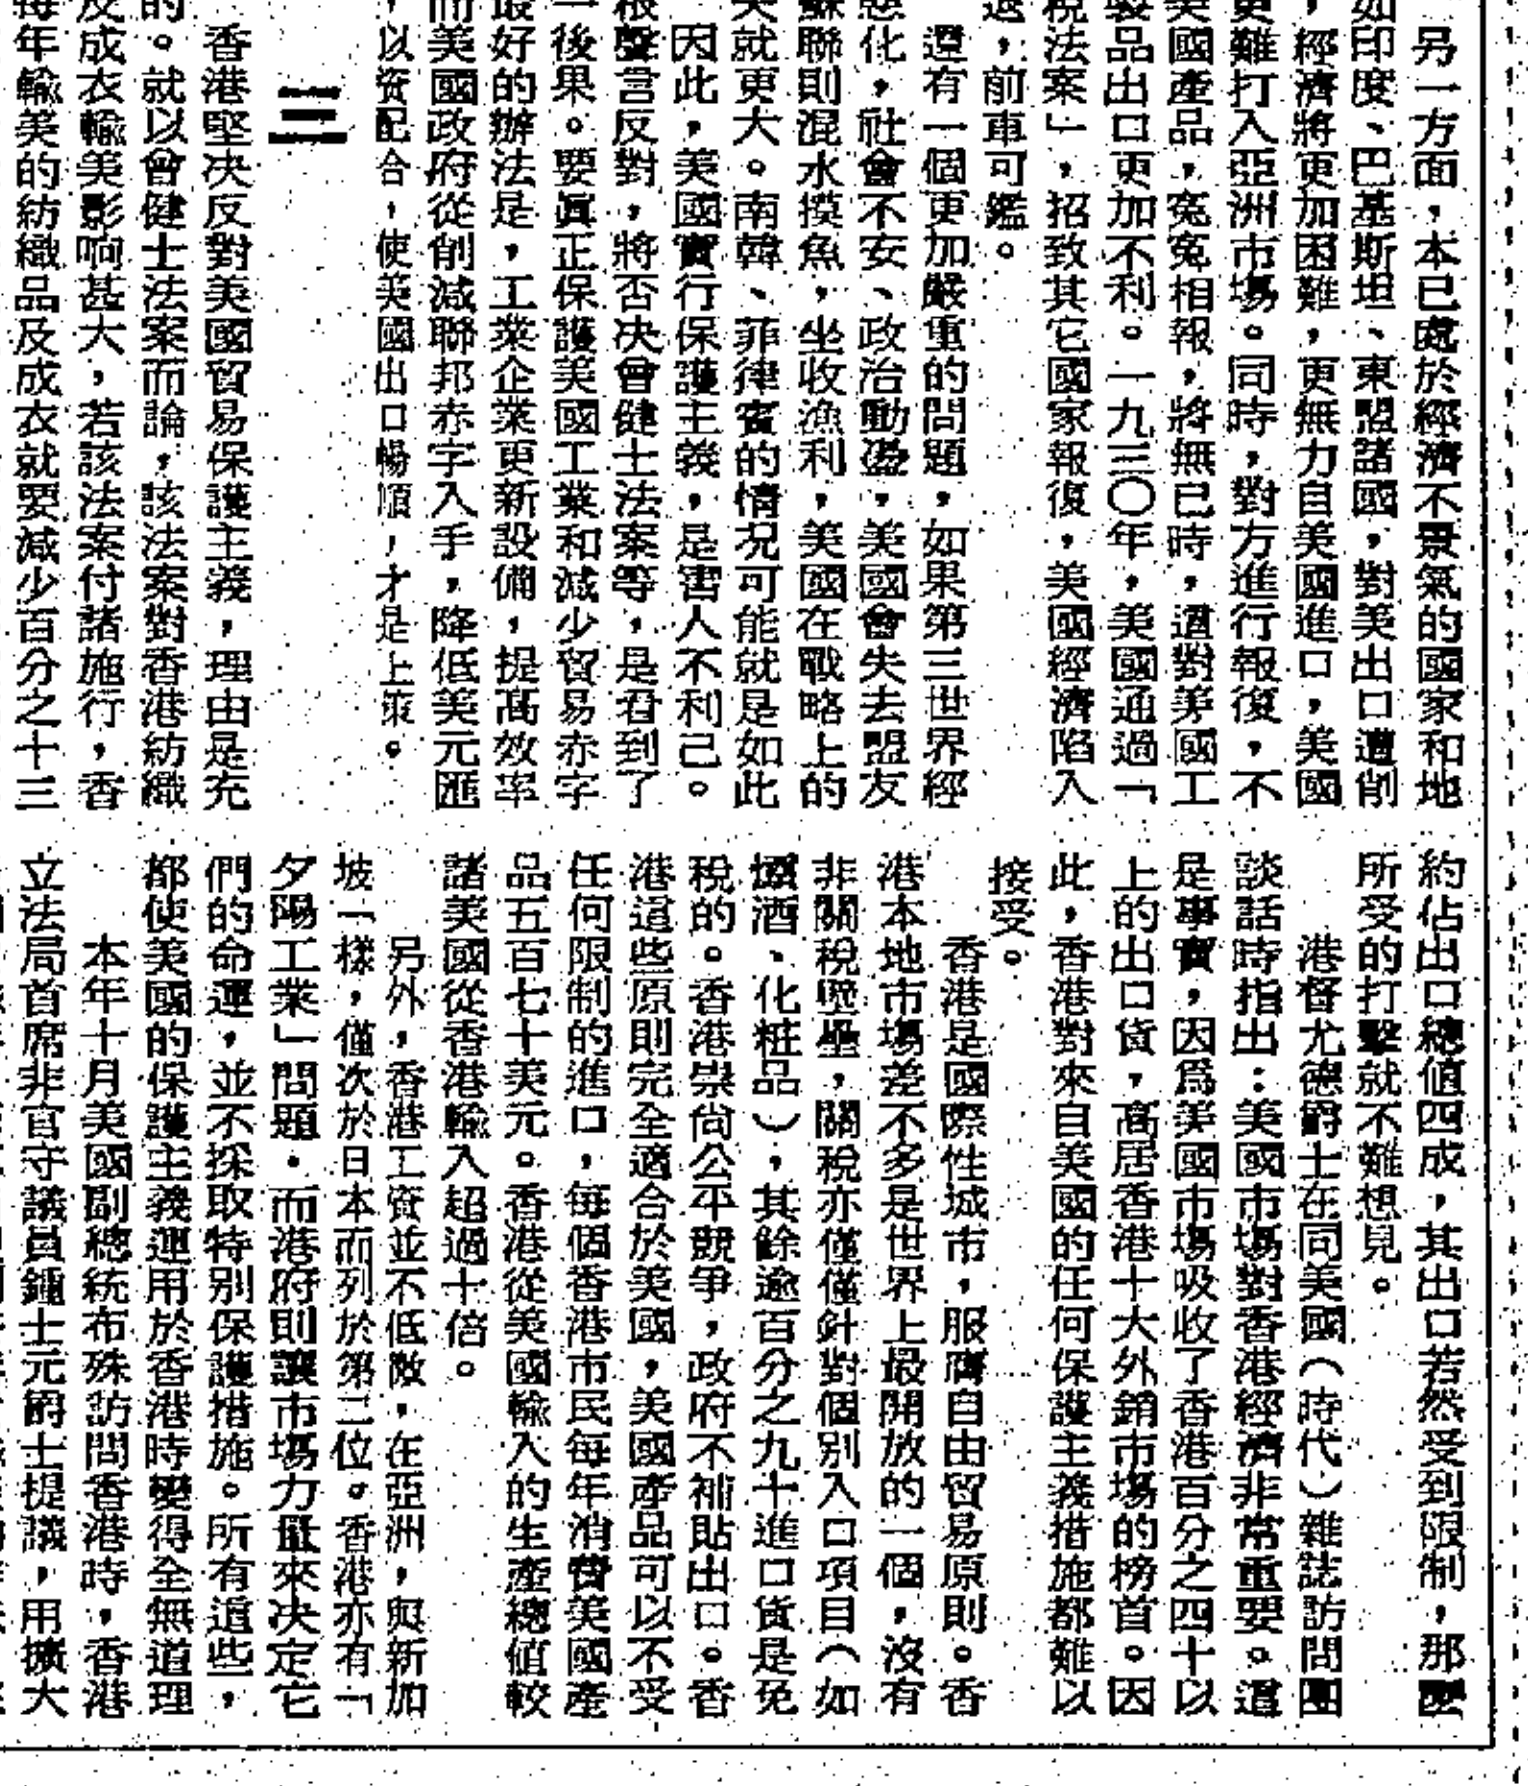 另一方面，本已處於經濟不景氣的國家和地
如印度、巴基斯坦、東盟諸國，對美出口遭削
，經濟將更加困難，更無力自美國進口，美國
更難打入亞洲市場。同時，對方進行報復，不
美國產品，寃寃相報，將無已時，這對美國工
製品出口更加不利。一九三〇年，美國通過「
稅法案」，招致其它國家報復，美國經濟陷入
退，前車可鑑。
還有一個更加嚴重的問題，如果第三世界經
惡化，社會不安、政治動盪，美國會失去盟友
蘇聯則混水摸魚，坐收漁利，美國在戰略上的
失就更大。南韓、菲律賓的情况可能就是如此
因此，美國實行保護主義，是害人不利己。
根聲言反對，將否决曾健士法案等，是看到了
一後果。要眞正保護美國工業和减少貿易赤字
最好的辦法是，工業企業更新設備，提高效率
而美國政府從削减聯邦赤字入手，降低美元匯
，以資配合，使美國出口暢順，才是上策。
三
香港堅决反對美國貿易保護主義，理由是充
的。就以曾健士法案而論，該法案對香港紡織
及成衣輸美影响甚大，若該法案付諸施行，香
每年輸美的紡織品及成衣就要减少百分之十三
約佔出口總值四成，其出口若然受到限制，那麼
所受的打擊就不難想見。
港督尤德爵士在同美國（時代）雜誌訪問團
談話時指出：美國市場對香港經濟非常重要。這
是事實，因爲美國市場吸收了香港百分之四十以
上的出口貨，高居香港十大外銷市場的榜首。因
此，香港對來自美國的任何保護主義措施都難以
接受。
香港是國際性城市，服膺自由貿易原則。香
港本地市場差不多是世界上最開放的一個，沒有
非關稅壁壘，關稅亦僅僅針對個別入口項目（如
烟酒、化粧品），其餘逾百分之九十進口貨是免
稅的。香港崇尚公平競爭，政府不補貼出口。香
港這些原則完全適合於美國，美國產品可以不受
任何限制的進口，每個香港市民每年消費美國產
品五百七十美元。香港從美國輸入的生產總值較
諸美國從香港輸入超過十倍。
另外，香港工資並不低廠，在亞洲，與新加
坡一樣，僅次於日本而列於第二位。香港亦有「
夕陽工業」問題，而港府則讓市場力量來决定它
們的命運，並不採取特別保護措施。所有這些，
都使美國的保護主義運用於香港時變得全無道理
本年十月美國副總統布殊訪問香港時，香港
立法局首席非官守議員鍾士元爵士提議，用擴大